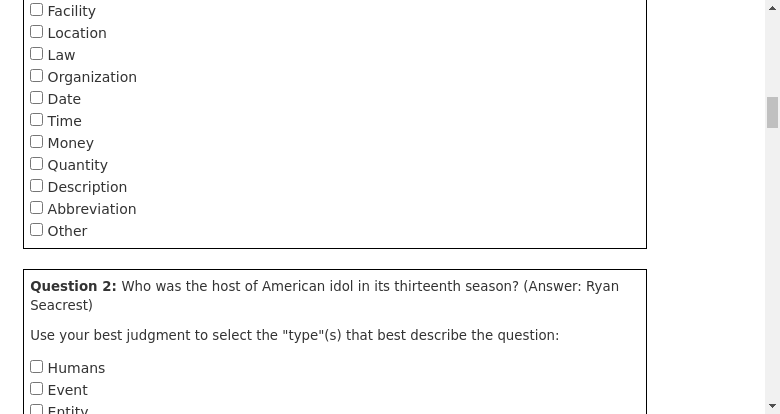 Facility
Location
Law
Organization
Date
Time
Money
Quantity
Description
Abbreviation
Other
Question 2: Who was the host of American idol in its thirteenth season? (Answer: Ryan
Seacrest)
Use your best judgment to select the "type"(s) that best describe the question:
Humans
Event
Entity